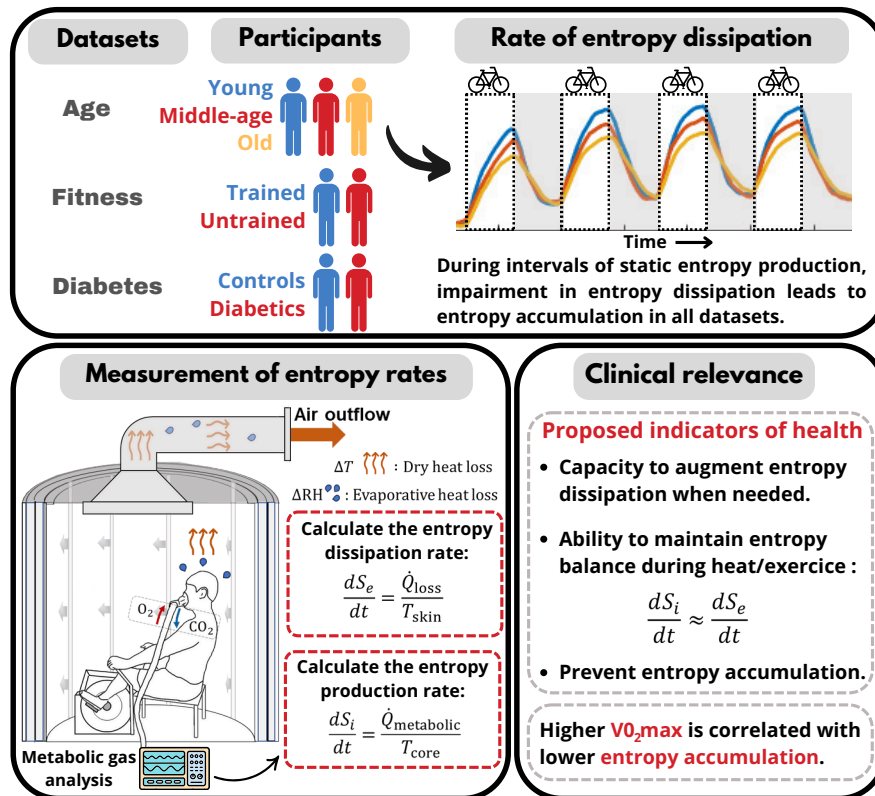 Datasets
Participants
Rate of entropy dissipation
Age
Young
Middle-age
Old
Fitness
Trained
Untrained
Diabetes
Controls
Diabetics
Time
During intervals of static entropy production,
impairment in entropy dissipation leads to
entropy accumulation in all datasets.
Measurement of entropy rates
Air outflow
ΔT : Dry heat loss
ΔRH : Evaporative heat loss
O₂
CO₂
Calculate the entropy
dissipation rate:
dSₑ/dt = Q̇_loss/T_skin
Calculate the entropy
production rate:
dSᵢ/dt = Q̇_metabolic/T_core
Metabolic gas
analysis
Clinical relevance
Proposed indicators of health
• Capacity to augment entropy
dissipation when needed.
• Ability to maintain entropy
balance during heat/exercice :
dSᵢ/dt ≈ dSₑ/dt
• Prevent entropy accumulation.
Higher V0₂max is correlated with
lower entropy accumulation.